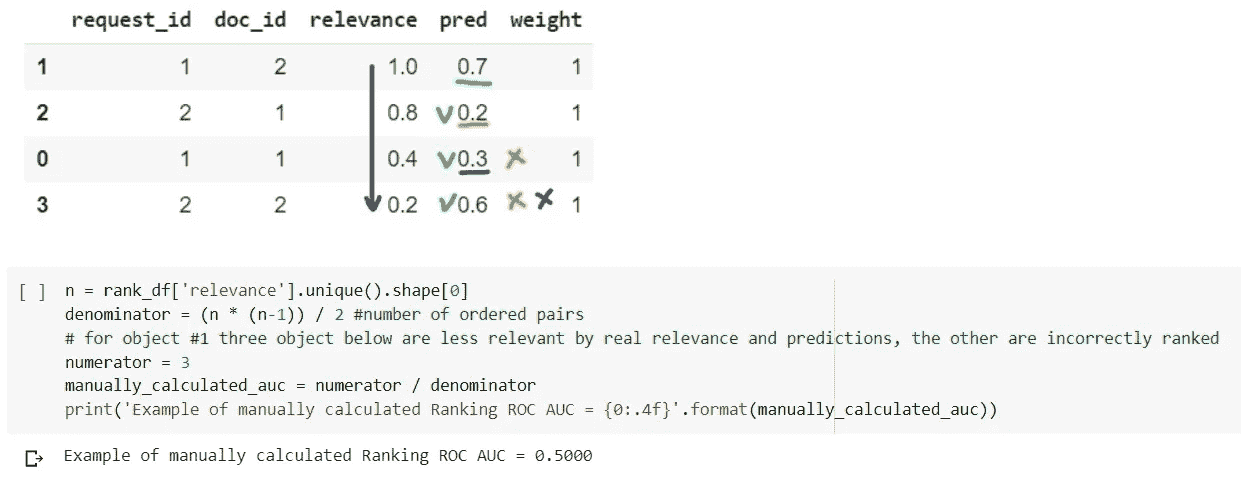 request_id doc_id relevance pred weight
1 1 2 1.0 0.7 1
2 2 1 0.8 0.2 1
0 1 1 0.4 0.3 1
3 2 2 0.2 0.6 1
[ ] n = rank_df['relevance'].unique().shape[0]
denominator = (n * (n-1)) / 2 #number of ordered pairs
# for object #1 three object below are less relevant by real relevance and predictions, the other are incorrectly ranked
numerator = 3
manually_calculated_auc = numerator / denominator
print('Example of manually calculated Ranking ROC AUC = {0:.4f}'.format(manually_calculated_auc))
Example of manually calculated Ranking ROC AUC = 0.5000